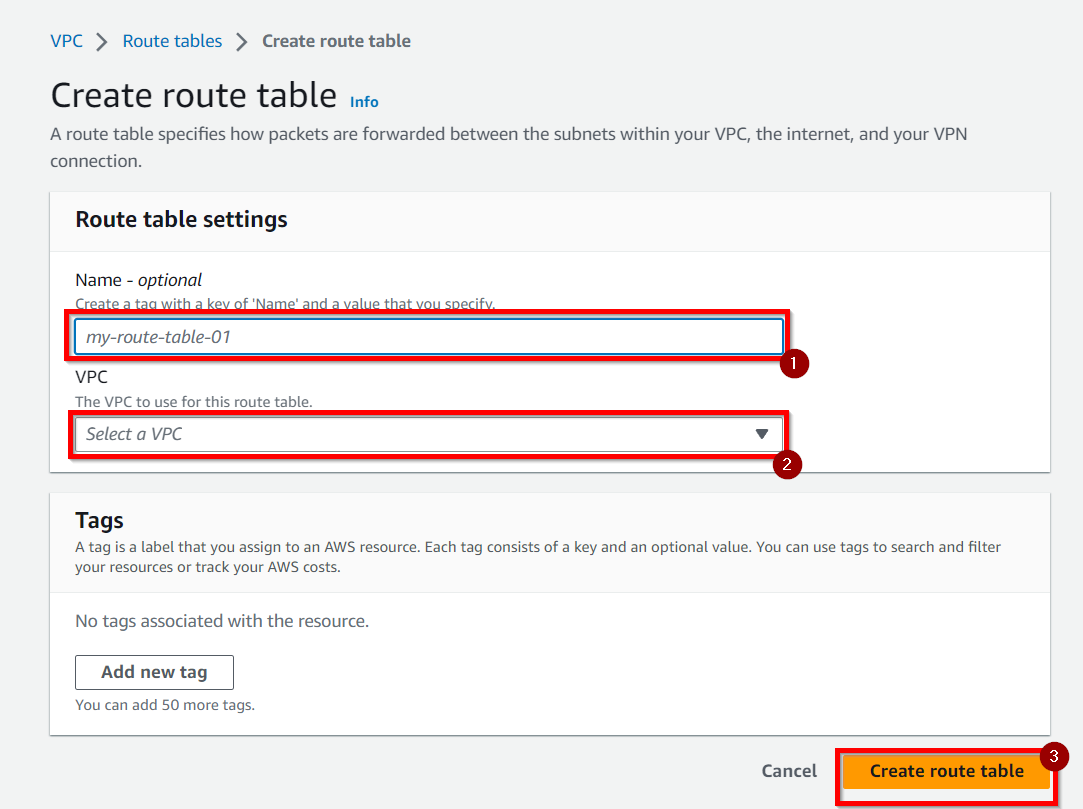 VPC > Route tables > Create route table
Create route table Info
A route table specifies how packets are forwarded between the subnets within your VPC, the internet, and your VPN
connection.
Route table settings
Name - optional
Create a tag with a key of 'Name' and a value that you specify.
my-route-table-01
1
VPC
The VPC to use for this route table.
Select a VPC
2
Tags
A tag is a label that you assign to an AWS resource. Each tag consists of a key and an optional value. You can use tags to search and filter
your resources or track your AWS costs.
No tags associated with the resource.
Add new tag
You can add 50 more tags.
3
Cancel Create route table